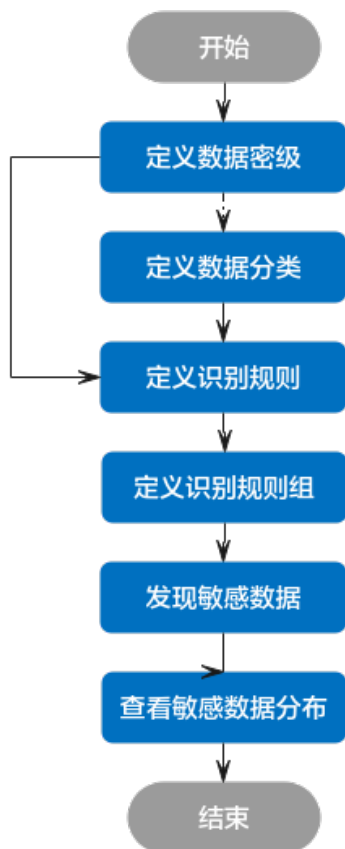 开始
定义数据密级
定义数据分类
定义识别规则
定义识别规则组
发现敏感数据
查看敏感数据分布
结束